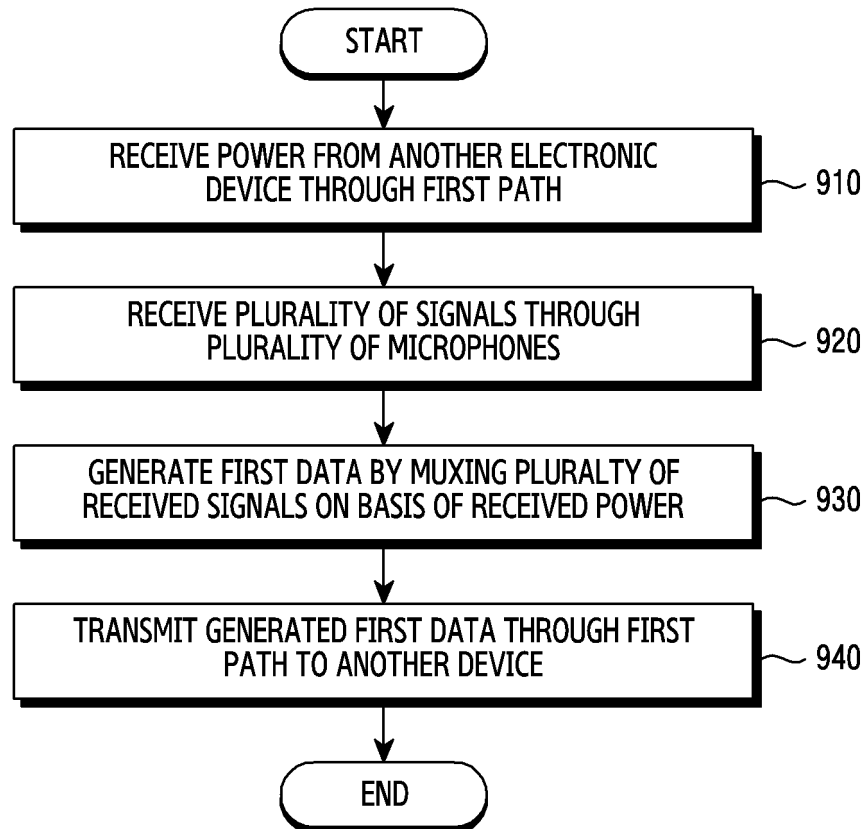 START
RECEIVE POWER FROM ANOTHER ELECTRONIC
DEVICE THROUGH FIRST PATH
910
RECEIVE PLURALITY OF SIGNALS THROUGH
PLURALITY OF MICROPHONES
920
GENERATE FIRST DATA BY MUXING PLURALTY OF
RECEIVED SIGNALS ON BASIS OF RECEIVED POWER
930
TRANSMIT GENERATED FIRST DATA THROUGH FIRST
PATH TO ANOTHER DEVICE
940
END